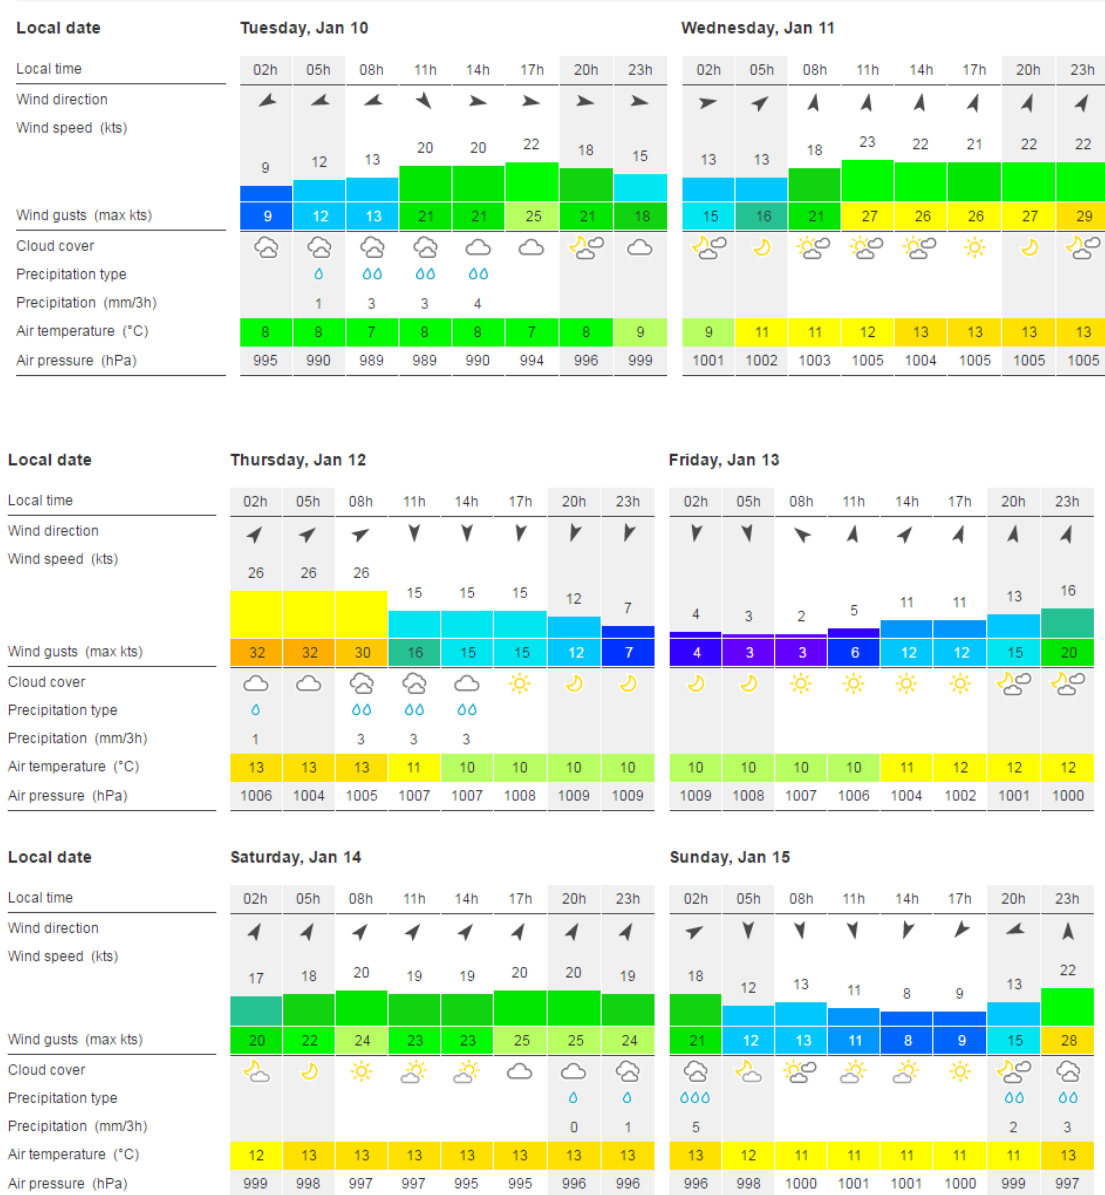 Local date Tuesday, Jan 10 Wednesday, Jan 11
Local time 02h 05h 08h 11h 14h 17h 20h 23h 02h 05h 08h 11h 14h 17h 20h 23h
Wind direction
Wind speed (kts)
9 12 13 20 20 22 18 15 13 13 18 23 22 21 22 22
Wind gusts (max kts) 9 12 13 21 21 25 21 18 15 16 21 27 26 26 27 29
Cloud cover
Precipitation type
Precipitation (mm/3h) 1 3 3 4
Air temperature (°C) 8 8 7 8 8 7 8 9 9 11 11 12 13 13 13 13
Air pressure (hPa) 995 990 989 989 990 994 996 999 1001 1002 1003 1005 1004 1005 1005 1005
Local date Thursday, Jan 12 Friday, Jan 13
Local time 02h 05h 08h 11h 14h 17h 20h 23h 02h 05h 08h 11h 14h 17h 20h 23h
Wind direction
Wind speed (kts)
26 26 26 15 15 15 12 7 4 3 2 5 11 11 13 16
Wind gusts (max kts) 32 32 30 16 15 15 12 7 4 3 3 6 12 12 15 20
Cloud cover
Precipitation type
Precipitation (mm/3h) 1 3 3 3
Air temperature (°C) 13 13 13 11 10 10 10 10 10 10 10 10 11 12 12 12
Air pressure (hPa) 1006 1004 1005 1007 1007 1008 1009 1009 1009 1008 1007 1006 1004 1002 1001 1000
Local date Saturday, Jan 14 Sunday, Jan 15
Local time 02h 05h 08h 11h 14h 17h 20h 23h 02h 05h 08h 11h 14h 17h 20h 23h
Wind direction
Wind speed (kts)
17 18 20 19 19 20 20 19 18 12 13 11 8 9 13 22
Wind gusts (max kts) 20 22 24 23 23 25 25 24 21 12 13 11 8 9 15 28
Cloud cover
Precipitation type
Precipitation (mm/3h) 0 1 5 2 3
Air temperature (°C) 12 13 13 13 13 13 13 13 13 12 11 11 11 11 11 13
Air pressure (hPa) 999 998 997 997 995 995 996 996 996 998 1000 1001 1001 1000 999 997